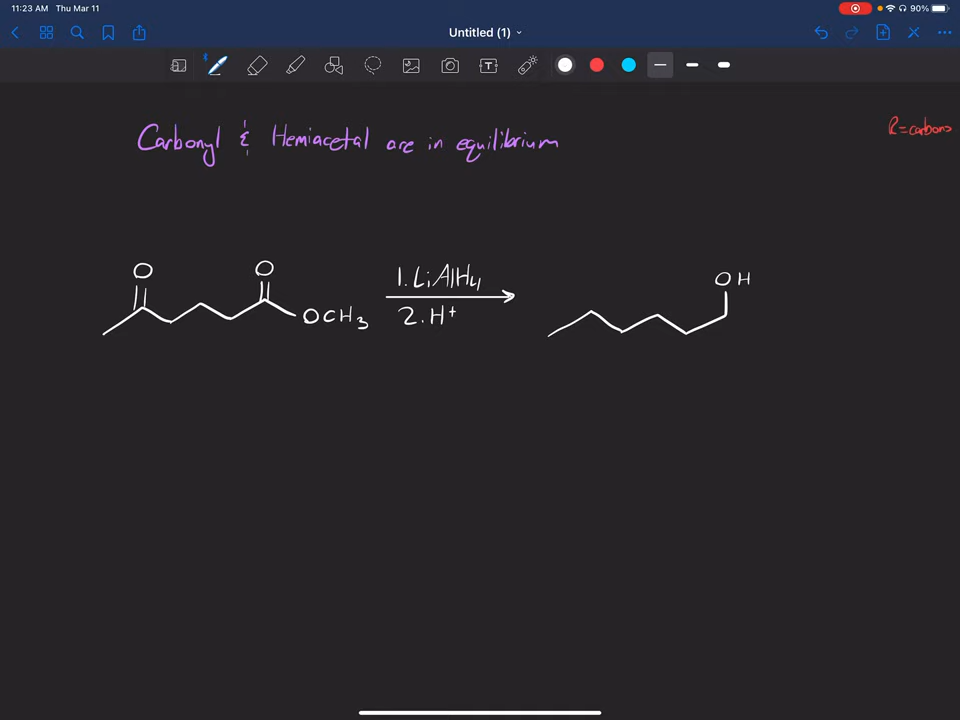 11:23 AM Thu Mar 11
90%
Untitled (1)
T
Carbonyl & Hemiacetal are in equilibrium
R=carbons
O
O
OCH3
1. LiAlH4
2. H+
OH